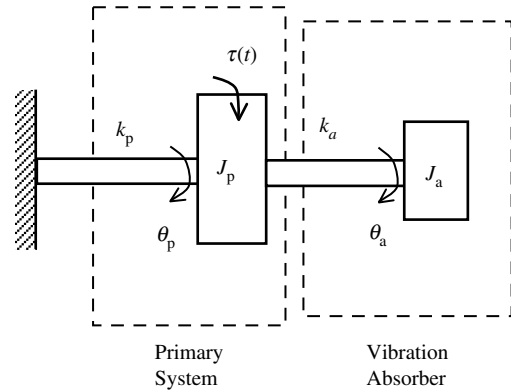 τ(t)
k_p
k_a
J_p
J_a
θ_p
θ_a
Primary
System
Vibration
Absorber